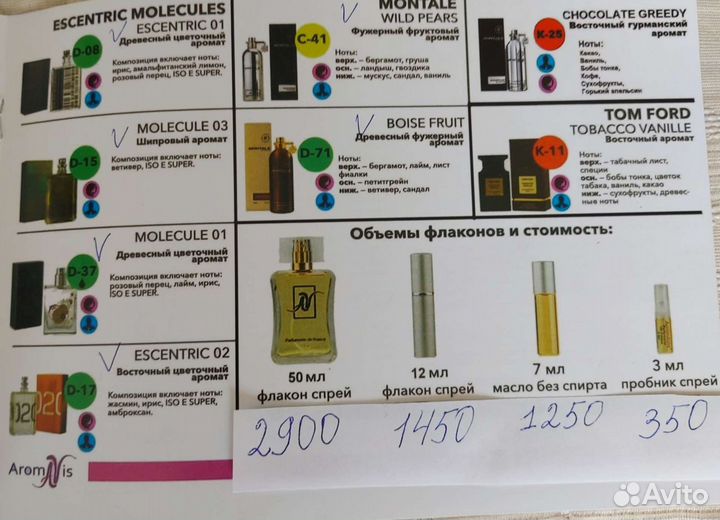 ESCENTRIC MOLECULES
ESCENTRIC 01
Древесный цветочный
аромат
D-08
Композиция включает ноты:
ирис, амальфитанский лимон,
розовый перец, ISO E SUPER.
MOLECULE 03
Шипровый аромат
D-15
Композиция включает ноты:
ветивер, ISO E SUPER.
MOLECULE 01
Древесный цветочный
аромат
D-37
Композиция включает ноты:
розовый перец, лайм, ирис,
ISO E SUPER.
ESCENTRIC 02
Восточный цветочный
аромат
D-17
Композиция включает ноты:
жасмин, ирис, ISO E SUPER,
амброксан.
MONTALE
WILD PEARS
Фужерный фруктовый
аромат
C-41
Ноты:
верх. – бергамот, груша
осн. – ландыш, гвоздика
ниж. – мускус, сандал, ваниль
BOISE FRUIT
Древесный фужерный
аромат
D-71
Ноты:
верх. – бергамот, лайм, лист
фиалки
осн. – петитгрейн
ниж. – ветивер, сандал
CHOCOLATE GREEDY
Восточный гурманский
аромат
K-25
Ноты:
Какао,
Ваниль,
Бобы тонка,
Кофе,
Сухофрукты,
Горький апельсин
TOM FORD
TOBACCO VANILLE
Восточный аромат
K-11
Ноты:
верх. – табачный лист,
специи
осн. – бобы тонка, цветок
табака, ваниль, какао
ниж. – сухофрукты, древес-
ные ноты
Объемы флаконов и стоимость:
Parfumerie de France
50 мл
флакон спрей
12 мл
флакон спрей
7 мл
масло без спирта
3 мл
пробник спрей
2900 1450 1250 350
AromNis
Avito